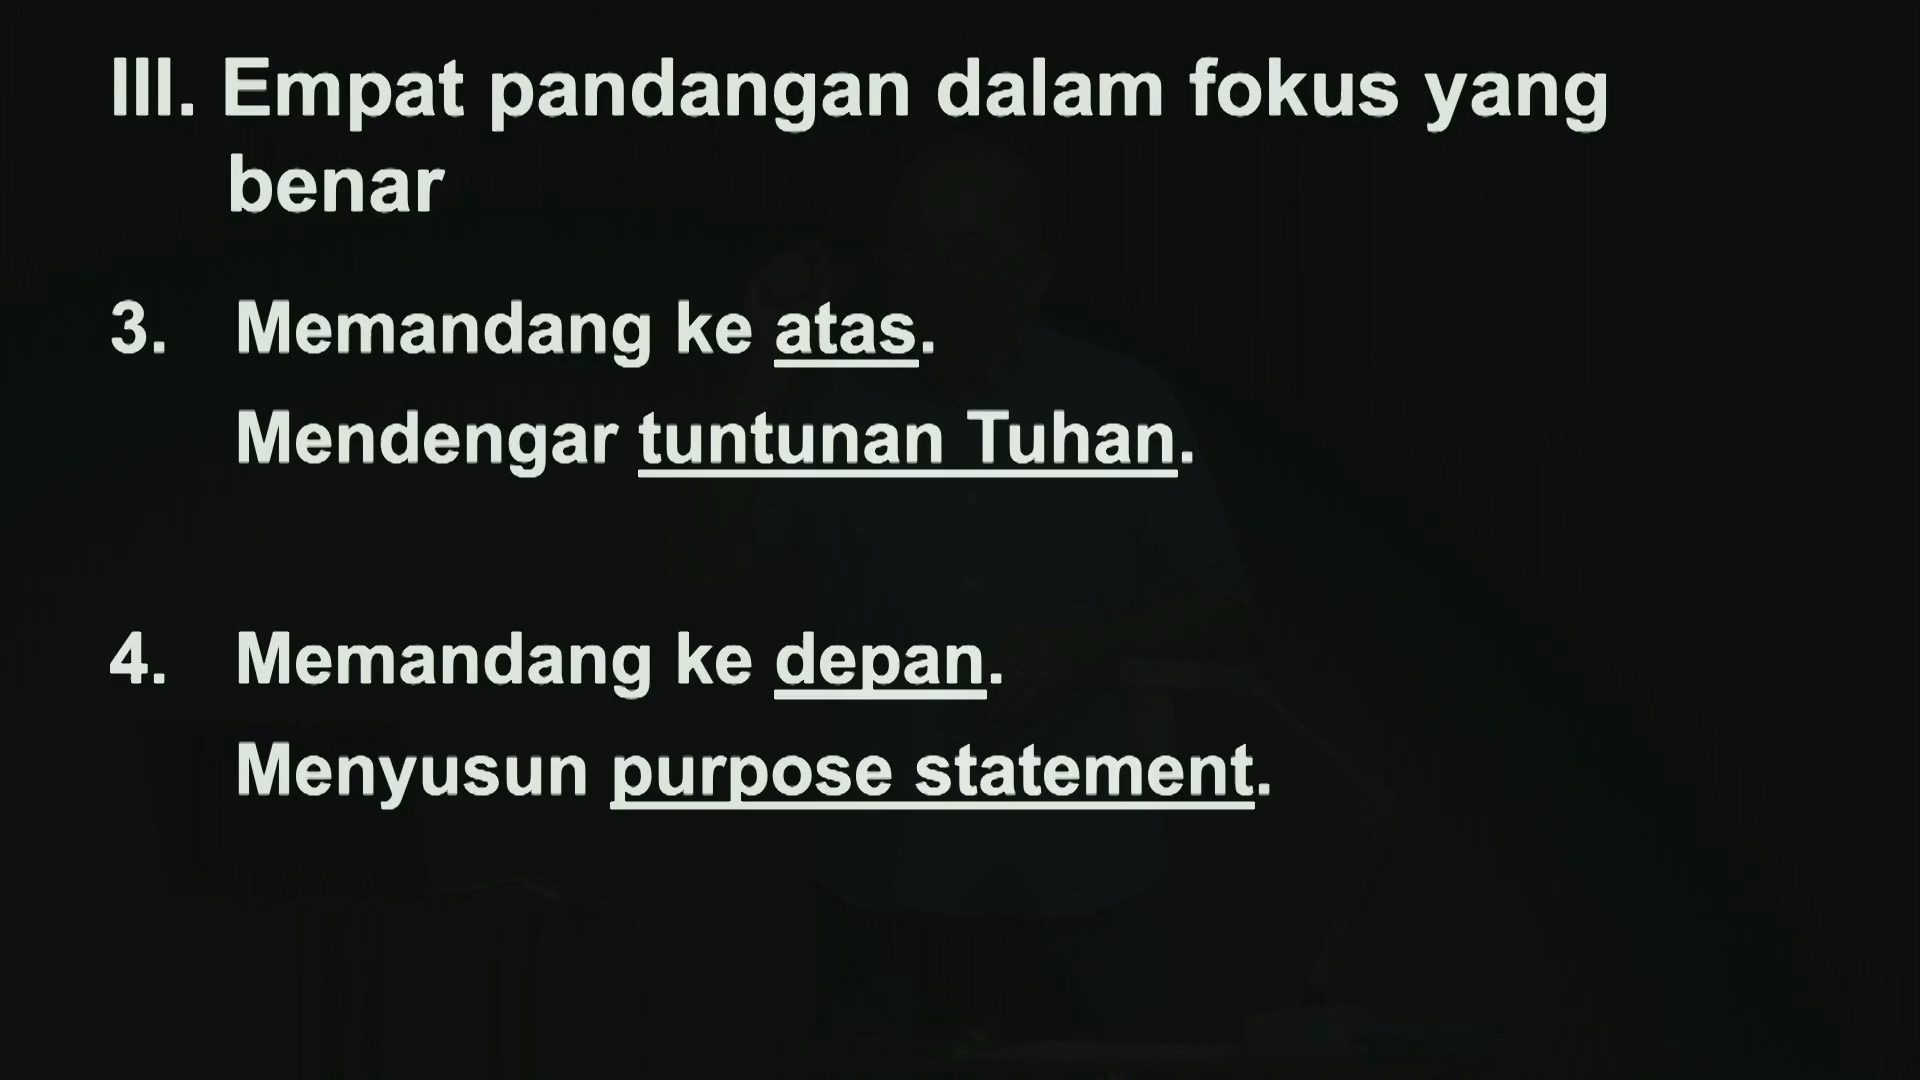 III. Empat pandangan dalam fokus yang
benar
3. Memandang ke atas.
Mendengar tuntunan Tuhan.
4. Memandang ke depan.
Menyusun purpose statement.